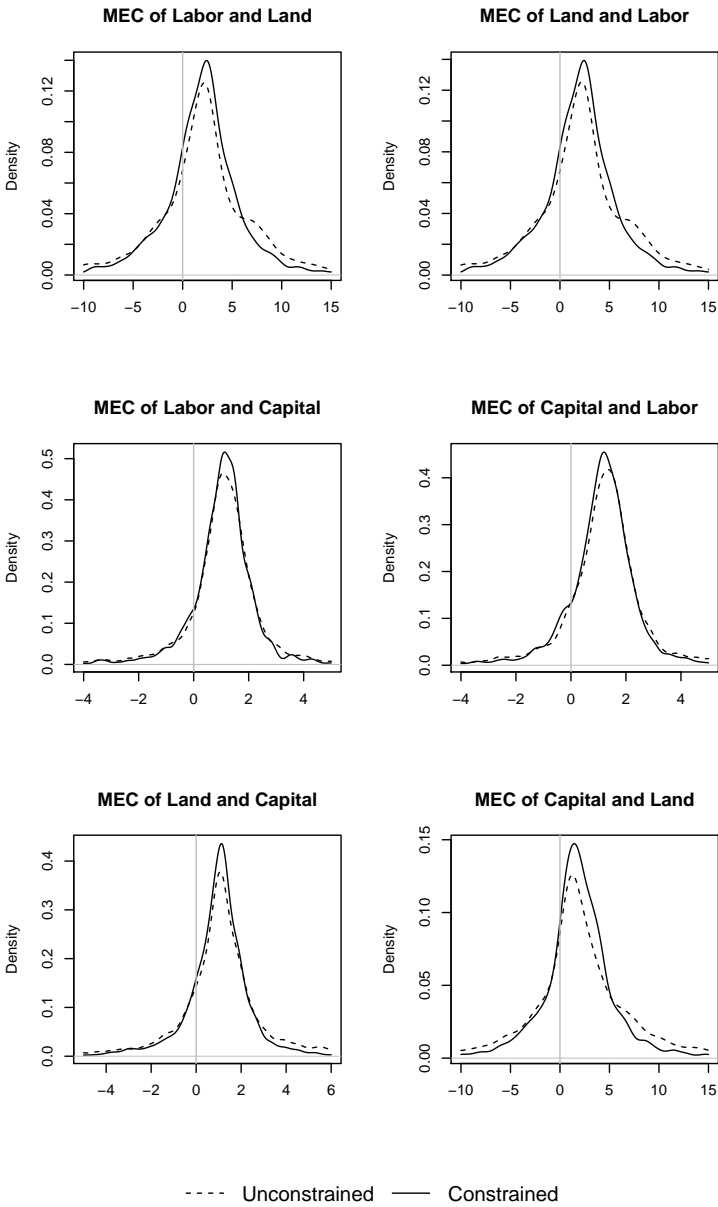 MEC of Labor and Land
Density
0.00 0.04 0.08 0.12
−10 −5 0 5 10 15
MEC of Land and Labor
Density
0.00 0.04 0.08 0.12
−10 −5 0 5 10 15
MEC of Labor and Capital
Density
0.0 0.1 0.2 0.3 0.4 0.5
−4 −2 0 2 4
MEC of Capital and Labor
Density
0.0 0.1 0.2 0.3 0.4
−4 −2 0 2 4
MEC of Land and Capital
Density
0.0 0.1 0.2 0.3 0.4
−4 −2 0 2 4 6
MEC of Capital and Land
Density
0.00 0.05 0.10 0.15
−10 −5 0 5 10 15
Unconstrained Constrained